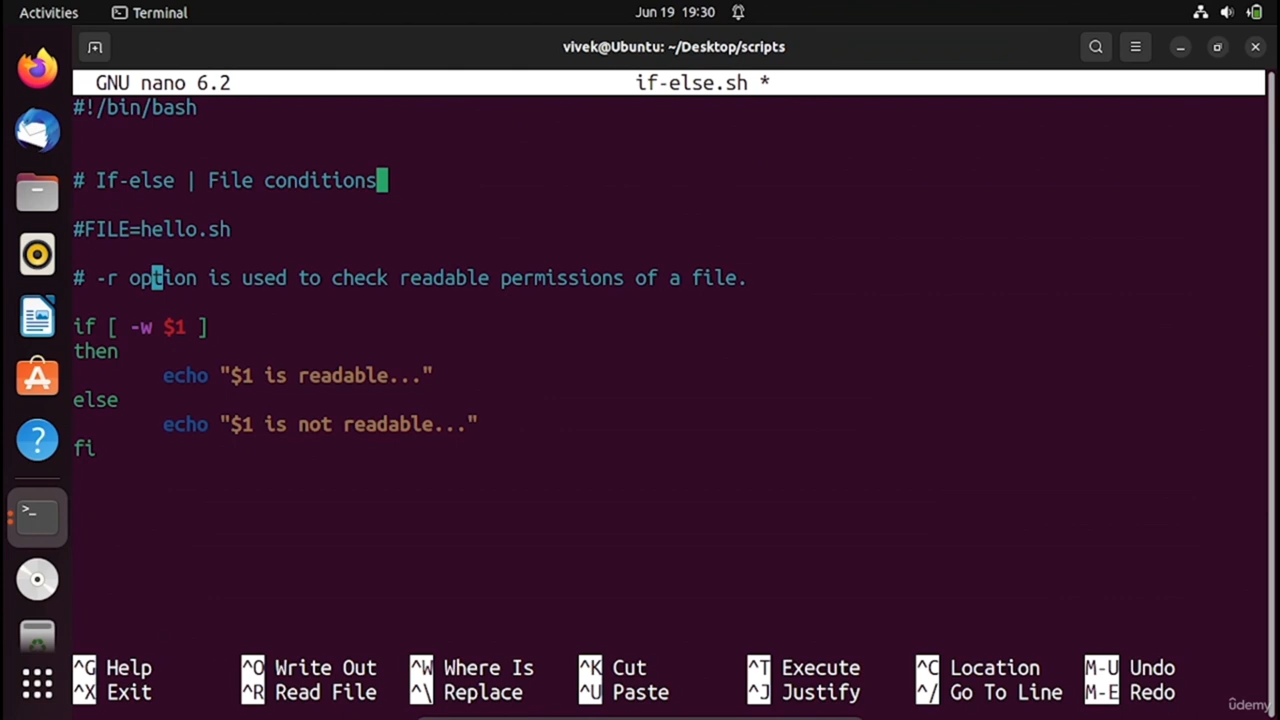 Activities Terminal Jun 19 19:30
vivek@Ubuntu: ~/Desktop/scripts
GNU nano 6.2 if-else.sh *
#!/bin/bash
# If-else | File conditions
#FILE=hello.sh
# -r option is used to check readable permissions of a file.
if [ -w $1 ]
then
echo "$1 is readable..."
else
echo "$1 is not readable..."
fi
^G Help ^O Write Out ^W Where Is ^K Cut ^T Execute ^C Location M-U Undo
^X Exit ^R Read File ^\ Replace ^U Paste ^J Justify ^/ Go To Line M-E Redo
ûdemy